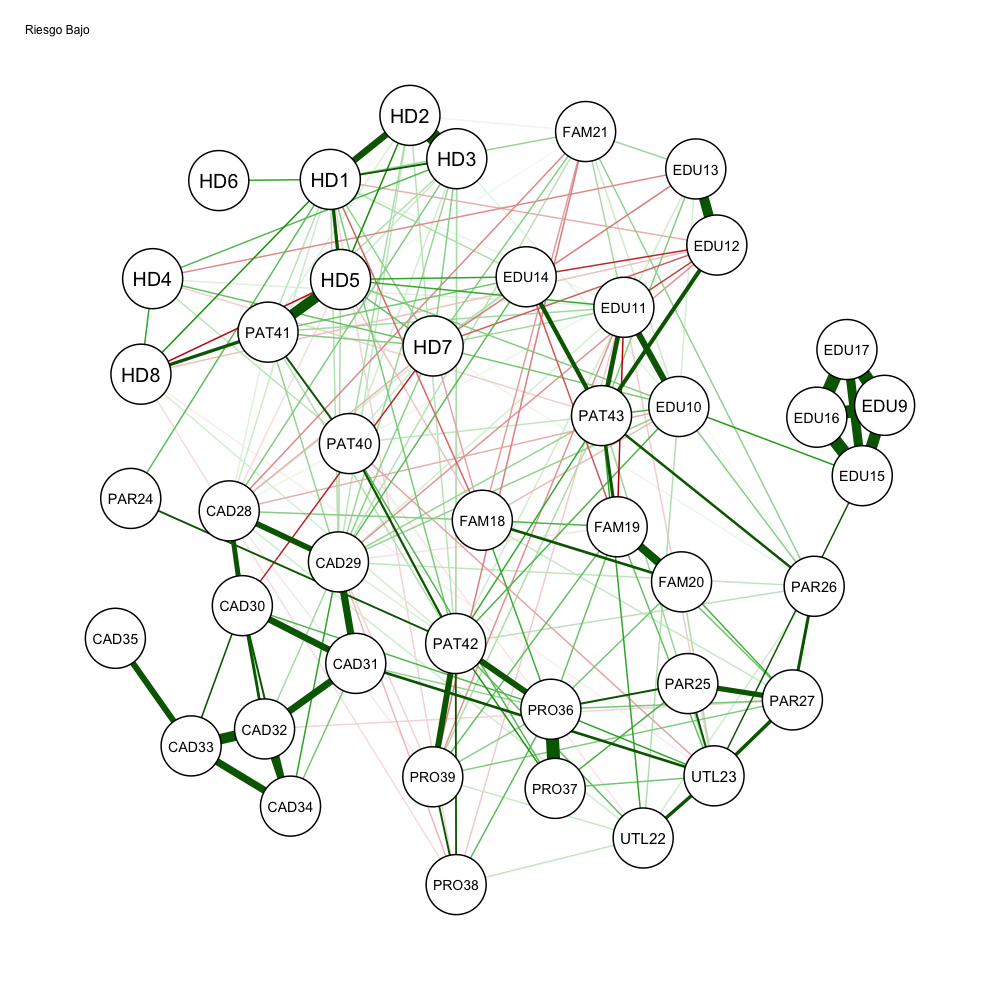 Riesgo Bajo
HD2
FAM21
HD3
EDU13
HD6
HD1
EDU12
HD4
HD5
EDU14
EDU11
PAT41
HD7
EDU17
HD8
EDU9
EDU10
PAT43
EDU16
PAT40
EDU15
PAR24
CAD28
FAM18
FAM19
CAD29
FAM20
PAR26
CAD30
CAD35
PAT42
CAD31
PAR25
PAR27
PRO36
CAD32
CAD33
PRO39
UTL23
PRO37
CAD34
UTL22
PRO38